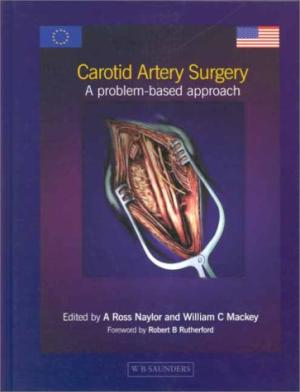 Carotid Artery Surgery
A problem-based approach
Edited by A Ross Naylor and William C Mackey
Foreword by Robert B Rutherford
W B SAUNDERS